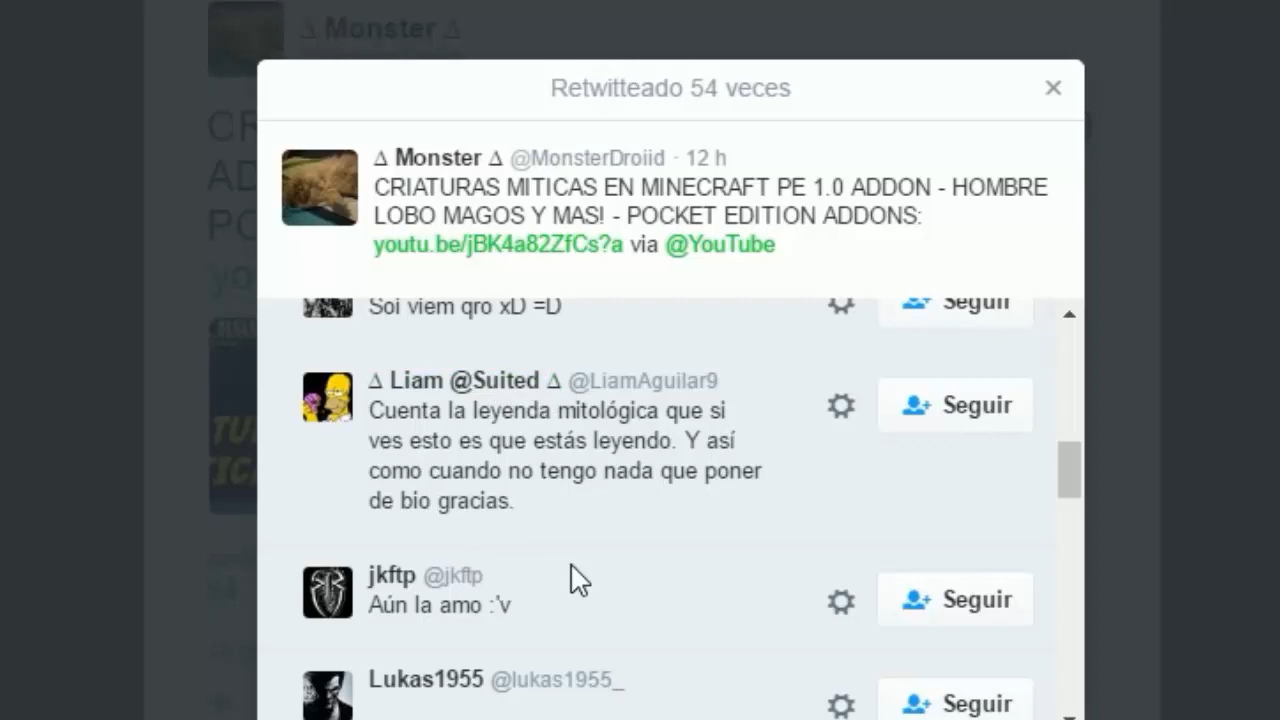 Δ Monster Δ
Retwitteado 54 veces
Δ Monster Δ @MonsterDroiid · 12 h
CRIATURAS MITICAS EN MINECRAFT PE 1.0 ADDON - HOMBRE
LOBO MAGOS Y MAS! - POCKET EDITION ADDONS:
youtu.be/jBK4a82ZfCs?a via @YouTube
Soi viem qro xD =D
Seguir
Δ Liam @Suited Δ @LiamAguilar9
Cuenta la leyenda mitológica que si
ves esto es que estás leyendo. Y así
como cuando no tengo nada que poner
de bio gracias.
Seguir
jkftp @jkftp
Aún la amo :'v
Seguir
Lukas1955 @lukas1955_
Seguir